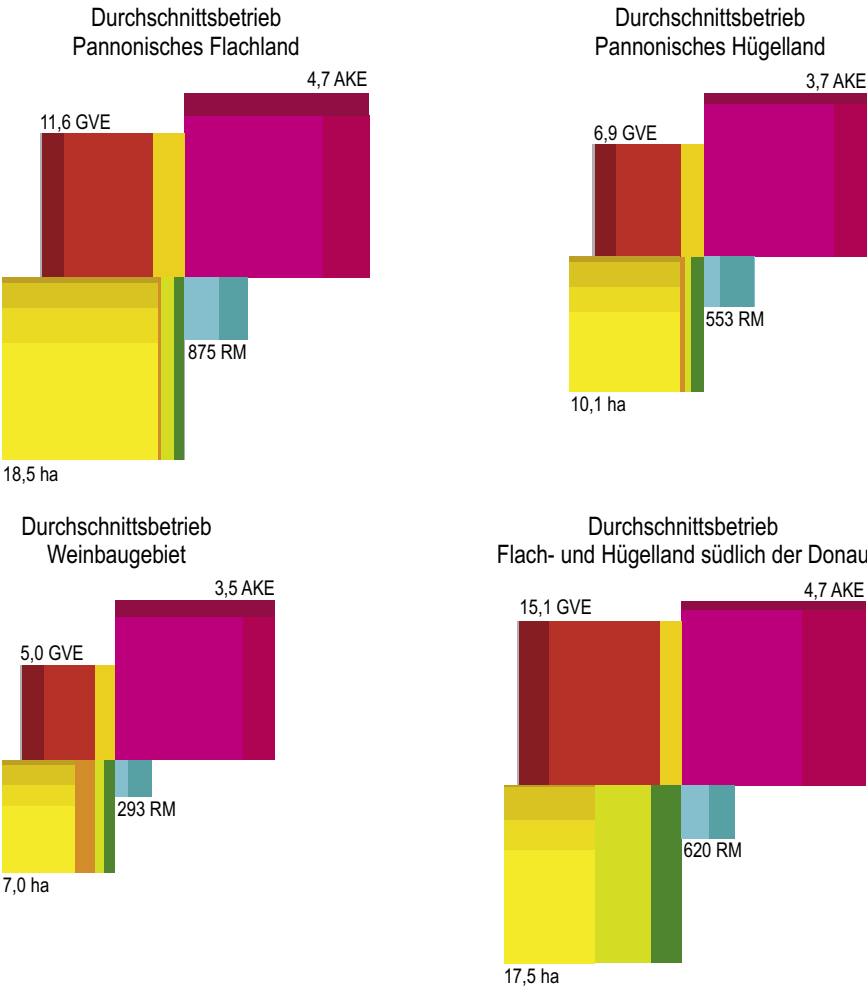 Durchschnittsbetrieb
Pannonisches Flachland
4,7 AKE
11,6 GVE
875 RM
18,5 ha
Durchschnittsbetrieb
Pannonisches Hügelland
3,7 AKE
6,9 GVE
553 RM
10,1 ha
Durchschnittsbetrieb
Weinbaugebiet
3,5 AKE
5,0 GVE
293 RM
7,0 ha
Durchschnittsbetrieb
Flach- und Hügelland südlich der Donau
4,7 AKE
15,1 GVE
620 RM
17,5 ha